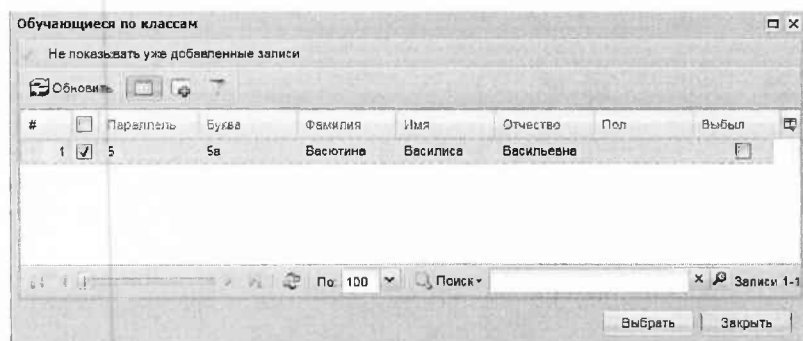 Обучающиеся по классам
Не показывать уже добавленные записи
Обновить
# Параллель Буква Фамилия Имя Отчество Пол Выбыл
1 5 5а Васютина Василиса Васильевна
По: 100 Поиск Записи 1-1
Выбрать Закрыть